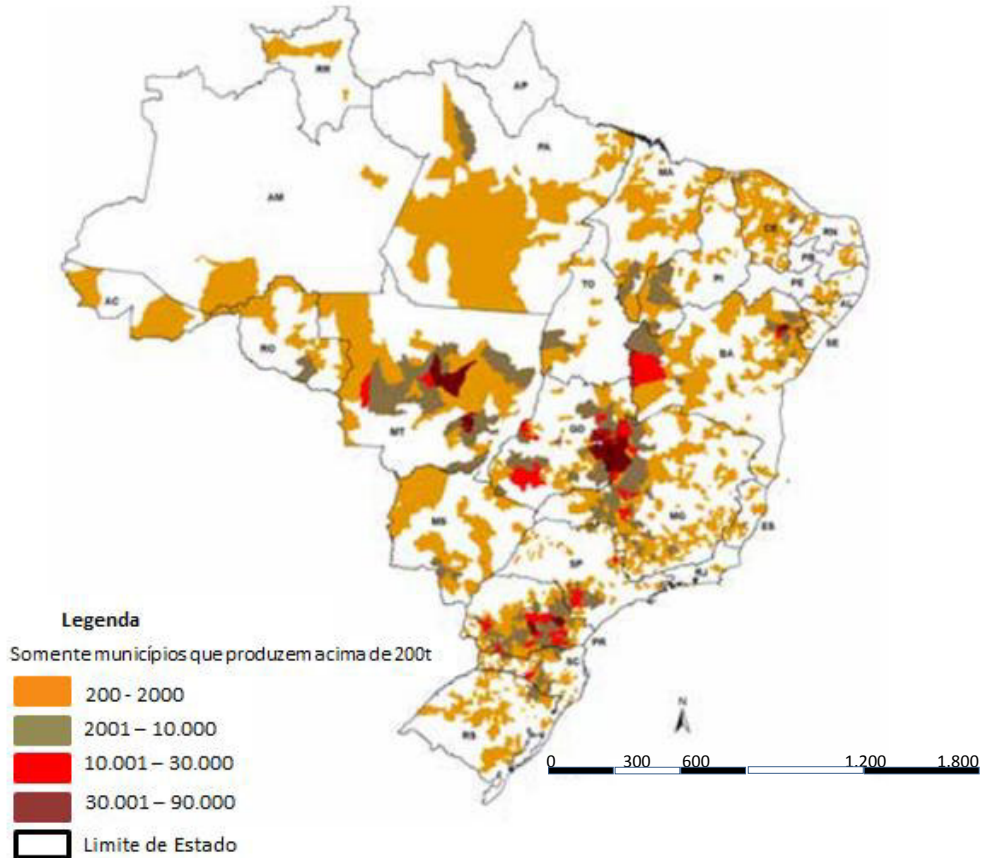 RR
AP
AM
PA
MA
CE
RN
PB
PE
AL
SE
PI
TO
AC
RO
BA
MT
GO
MG
ES
MS
SP
RJ
PR
SC
RS
Legenda
Somente municípios que produzem acima de 200t
200 - 2000
2001 – 10.000
10.001 – 30.000
30.001 – 90.000
Limite de Estado
N
0 300 600 1.200 1.800